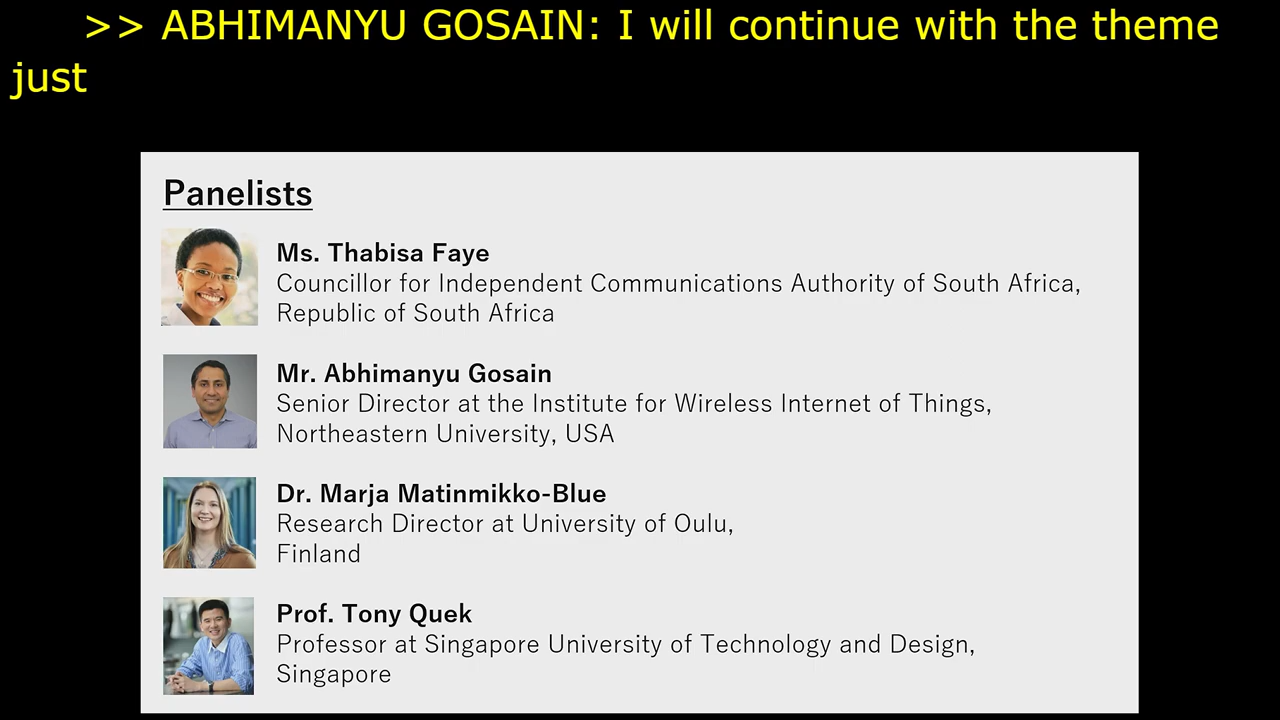 >> ABHIMANYU GOSAIN: I will continue with the theme
just
Panelists
Ms. Thabisa Faye
Councillor for Independent Communications Authority of South Africa,
Republic of South Africa
Mr. Abhimanyu Gosain
Senior Director at the Institute for Wireless Internet of Things,
Northeastern University, USA
Dr. Marja Matinmikko-Blue
Research Director at University of Oulu,
Finland
Prof. Tony Quek
Professor at Singapore University of Technology and Design,
Singapore